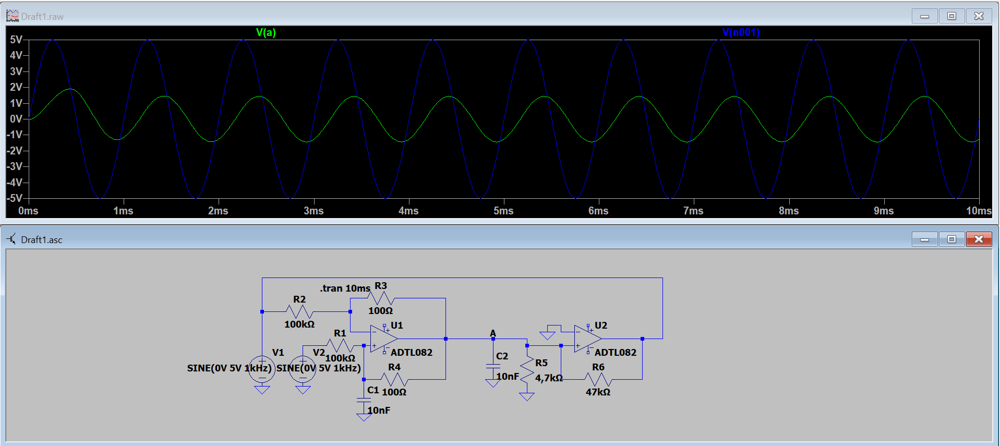 Draft1.raw
V(a)
V(n001)
5V
4V
3V
2V
1V
0V
-1V
-2V
-3V
-4V
-5V
0ms
1ms
2ms
3ms
4ms
5ms
6ms
7ms
8ms
9ms
10ms
Draft1.asc
.tran 10ms
R3
100Ω
R2
100kΩ
R1
100kΩ
U1
ADTL082
V1
SINE(0V 5V 1kHz)
V2
SINE(0V 5V 1kHz)
R4
100Ω
C1
10nF
A
C2
10nF
R5
4,7kΩ
U2
ADTL082
R6
47kΩ